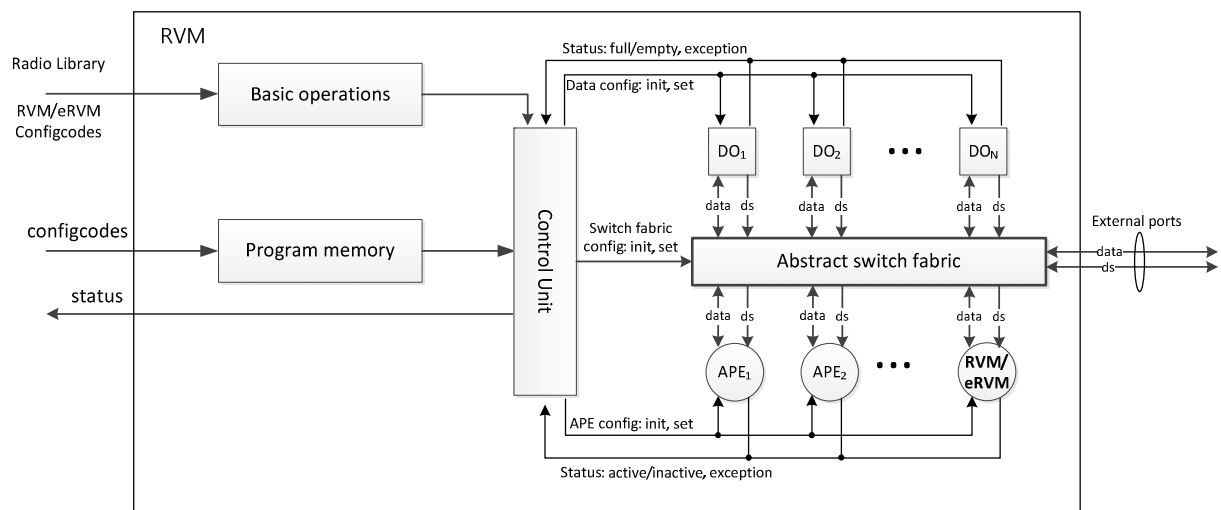 RVM
Radio Library
RVM/eRVM
Configcodes
Basic operations
configcodes
Program memory
status
Control Unit
Status: full/empty, exception
Data config: init, set
DO1
DO2
• • •
DON
data
ds
data
ds
data
ds
Switch fabric
config: init, set
Abstract switch fabric
External ports
data
ds
data
ds
data
ds
data
ds
APE1
APE2
• • •
RVM/
eRVM
APE config: init, set
Status: active/inactive, exception